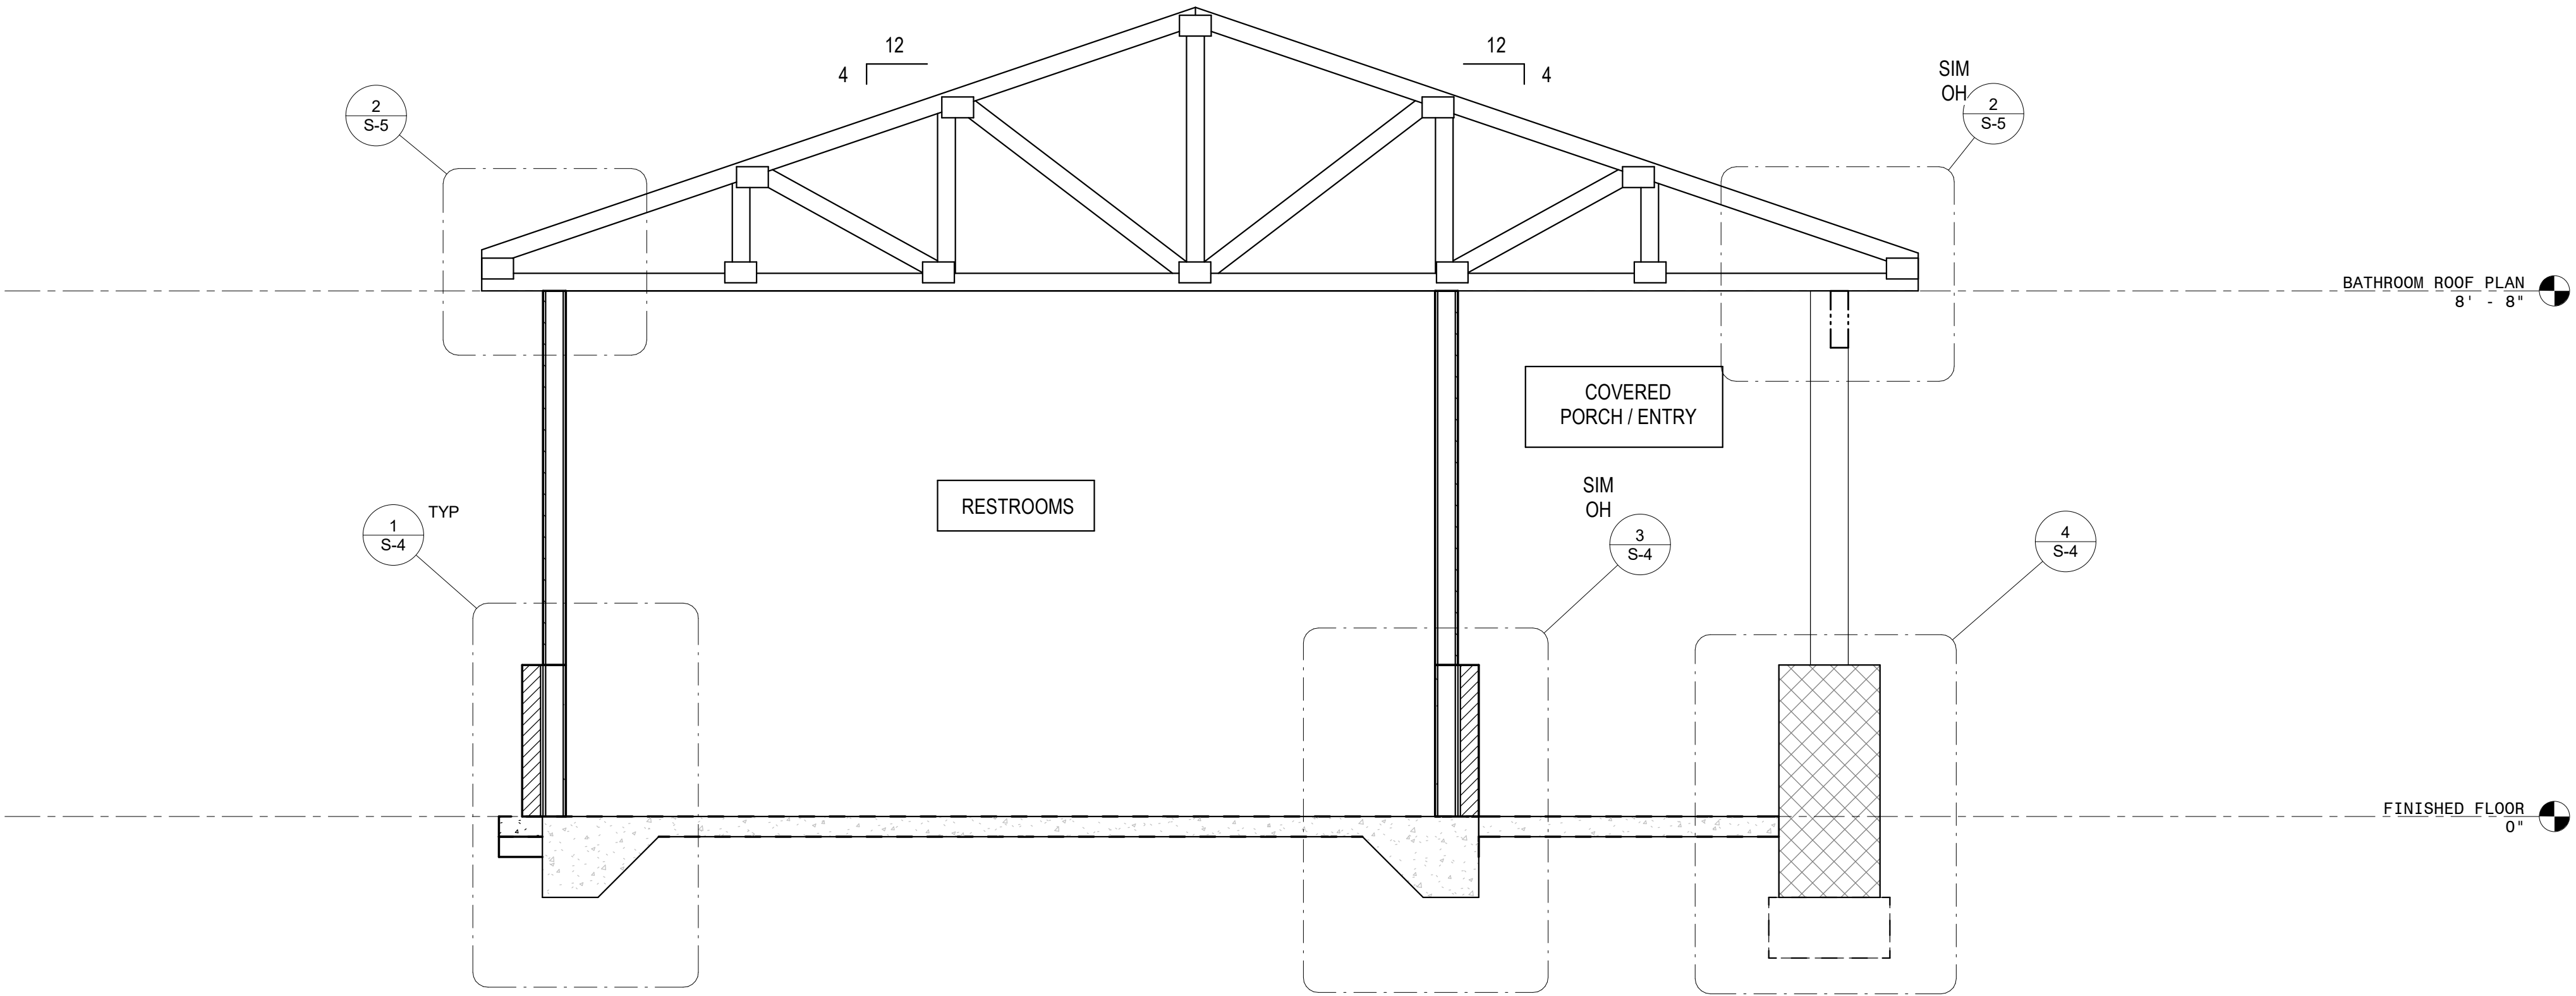 12
4
12
4
SIM
OH
2
S-5
2
S-5
BATHROOM ROOF PLAN
8' - 8"
COVERED
PORCH / ENTRY
RESTROOMS
SIM
OH
1
S-4
TYP
3
S-4
4
S-4
FINISHED FLOOR
0"